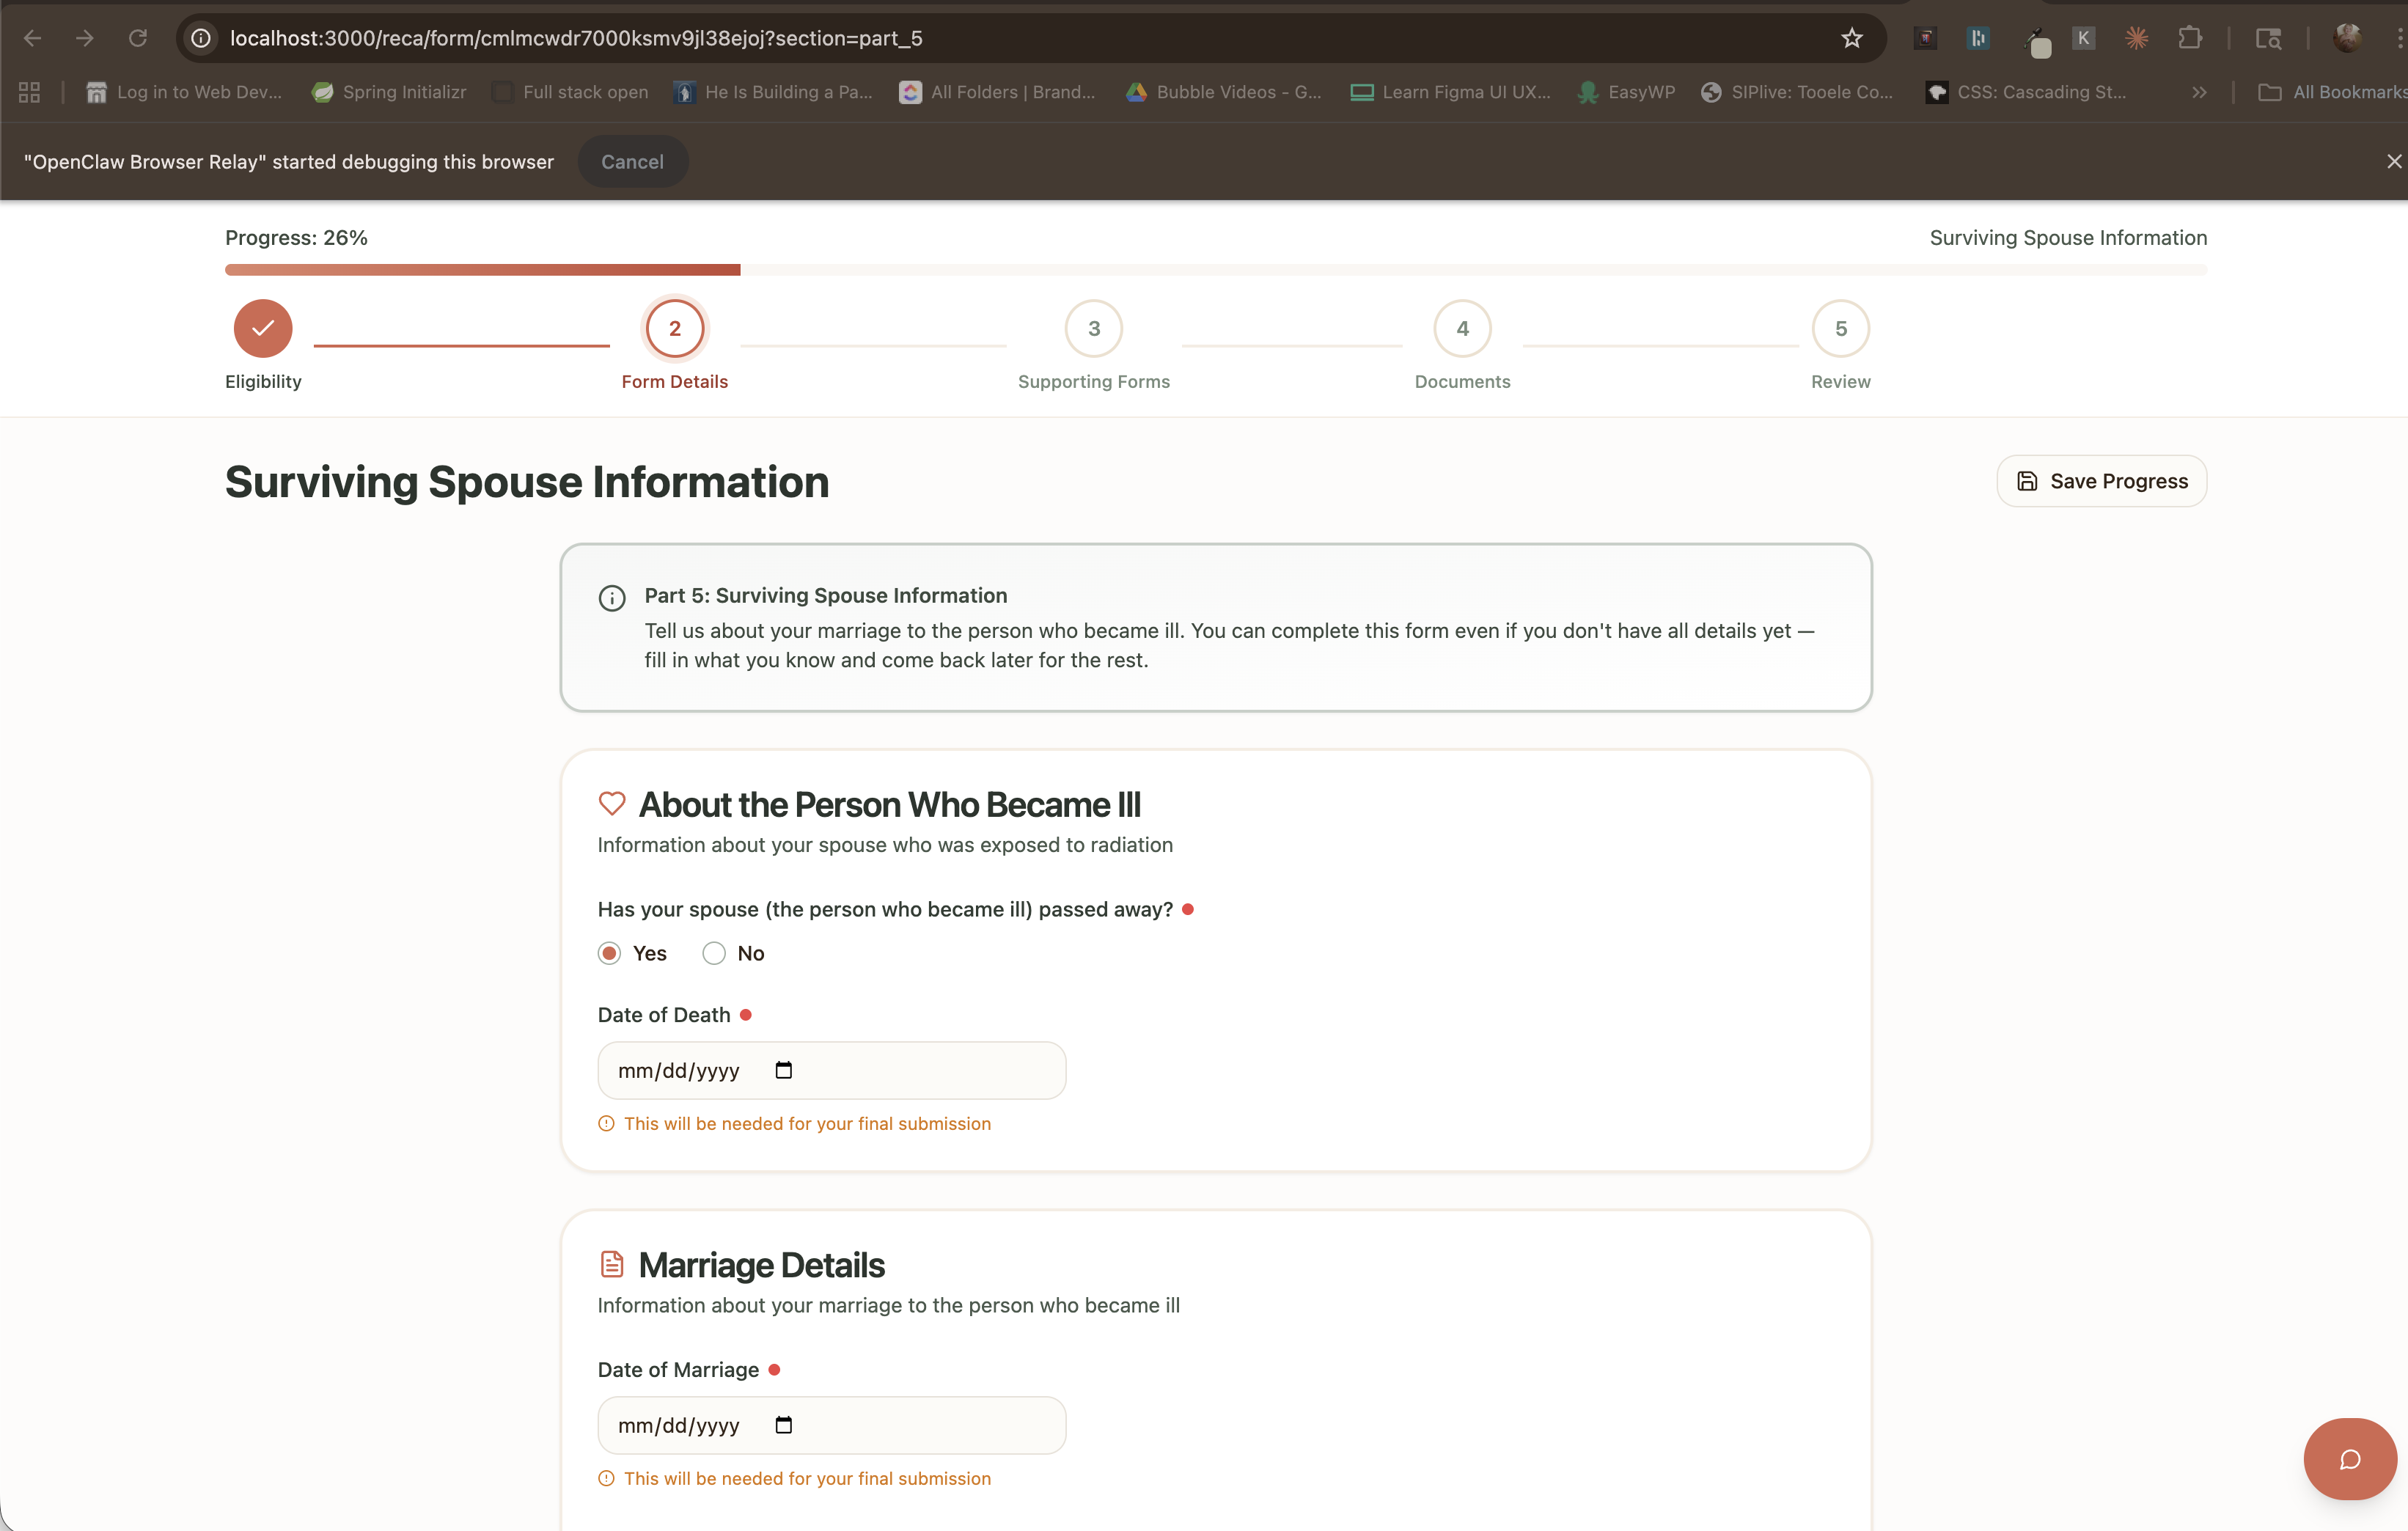 localhost:3000/reca/form/cmlmcwdr7000ksmv9jl38ejoj?section=part_5
K
Log in to Web Dev...
Spring Initializr
Full stack open
He Is Building a Pa...
All Folders | Brand...
Bubble Videos - G...
Learn Figma UI UX...
EasyWP
SIPlive: Tooele Co...
CSS: Cascading St...
All Bookmarks
"OpenClaw Browser Relay" started debugging this browser
Cancel
Progress: 26%
Surviving Spouse Information
2
3
4
5
Eligibility
Form Details
Supporting Forms
Documents
Review
Surviving Spouse Information
Save Progress
Part 5: Surviving Spouse Information
Tell us about your marriage to the person who became ill. You can complete this form even if you don't have all details yet —
fill in what you know and come back later for the rest.
About the Person Who Became Ill
Information about your spouse who was exposed to radiation
Has your spouse (the person who became ill) passed away?
Yes
No
Date of Death
mm/dd/yyyy
This will be needed for your final submission
Marriage Details
Information about your marriage to the person who became ill
Date of Marriage
mm/dd/yyyy
This will be needed for your final submission